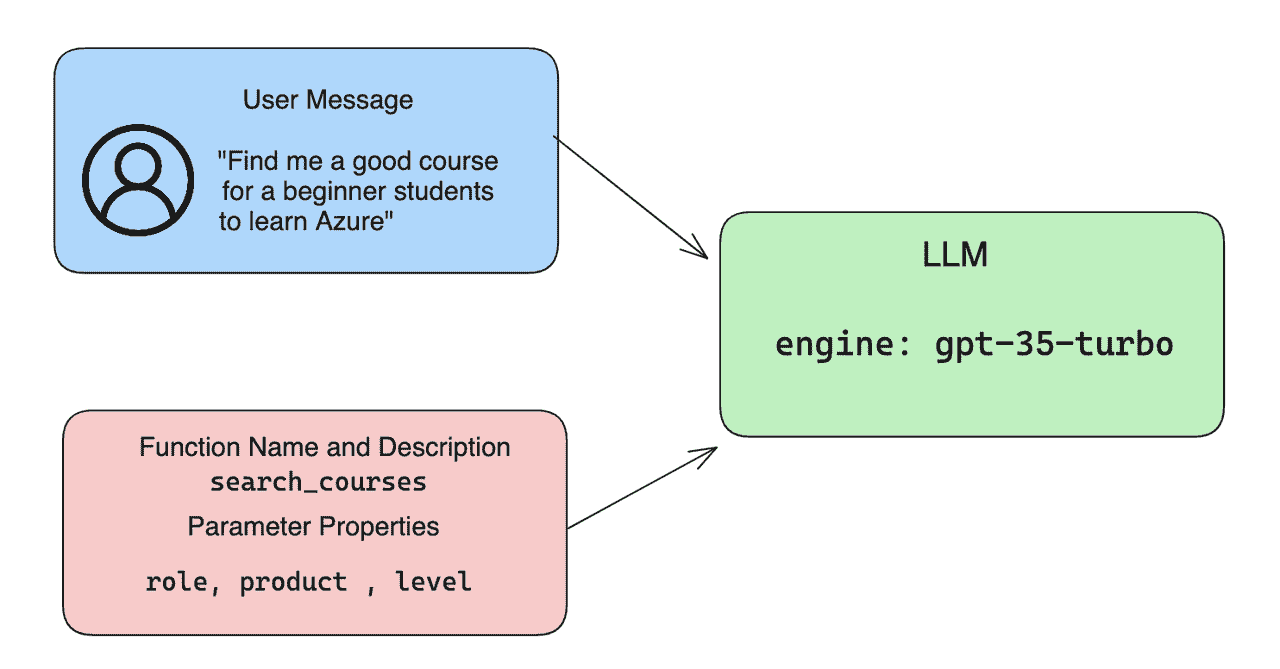 User Message
"Find me a good course
for a beginner students
to learn Azure"
LLM
engine: gpt-35-turbo
Function Name and Description
search_courses
Parameter Properties
role, product , level